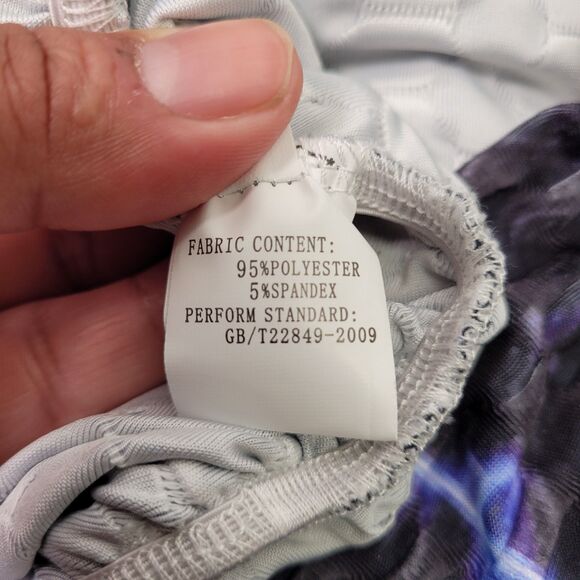 FABRIC CONTENT:
95%POLYESTER
5%SPANDEX
PERFORM STANDARD:
GB/T22849-2009